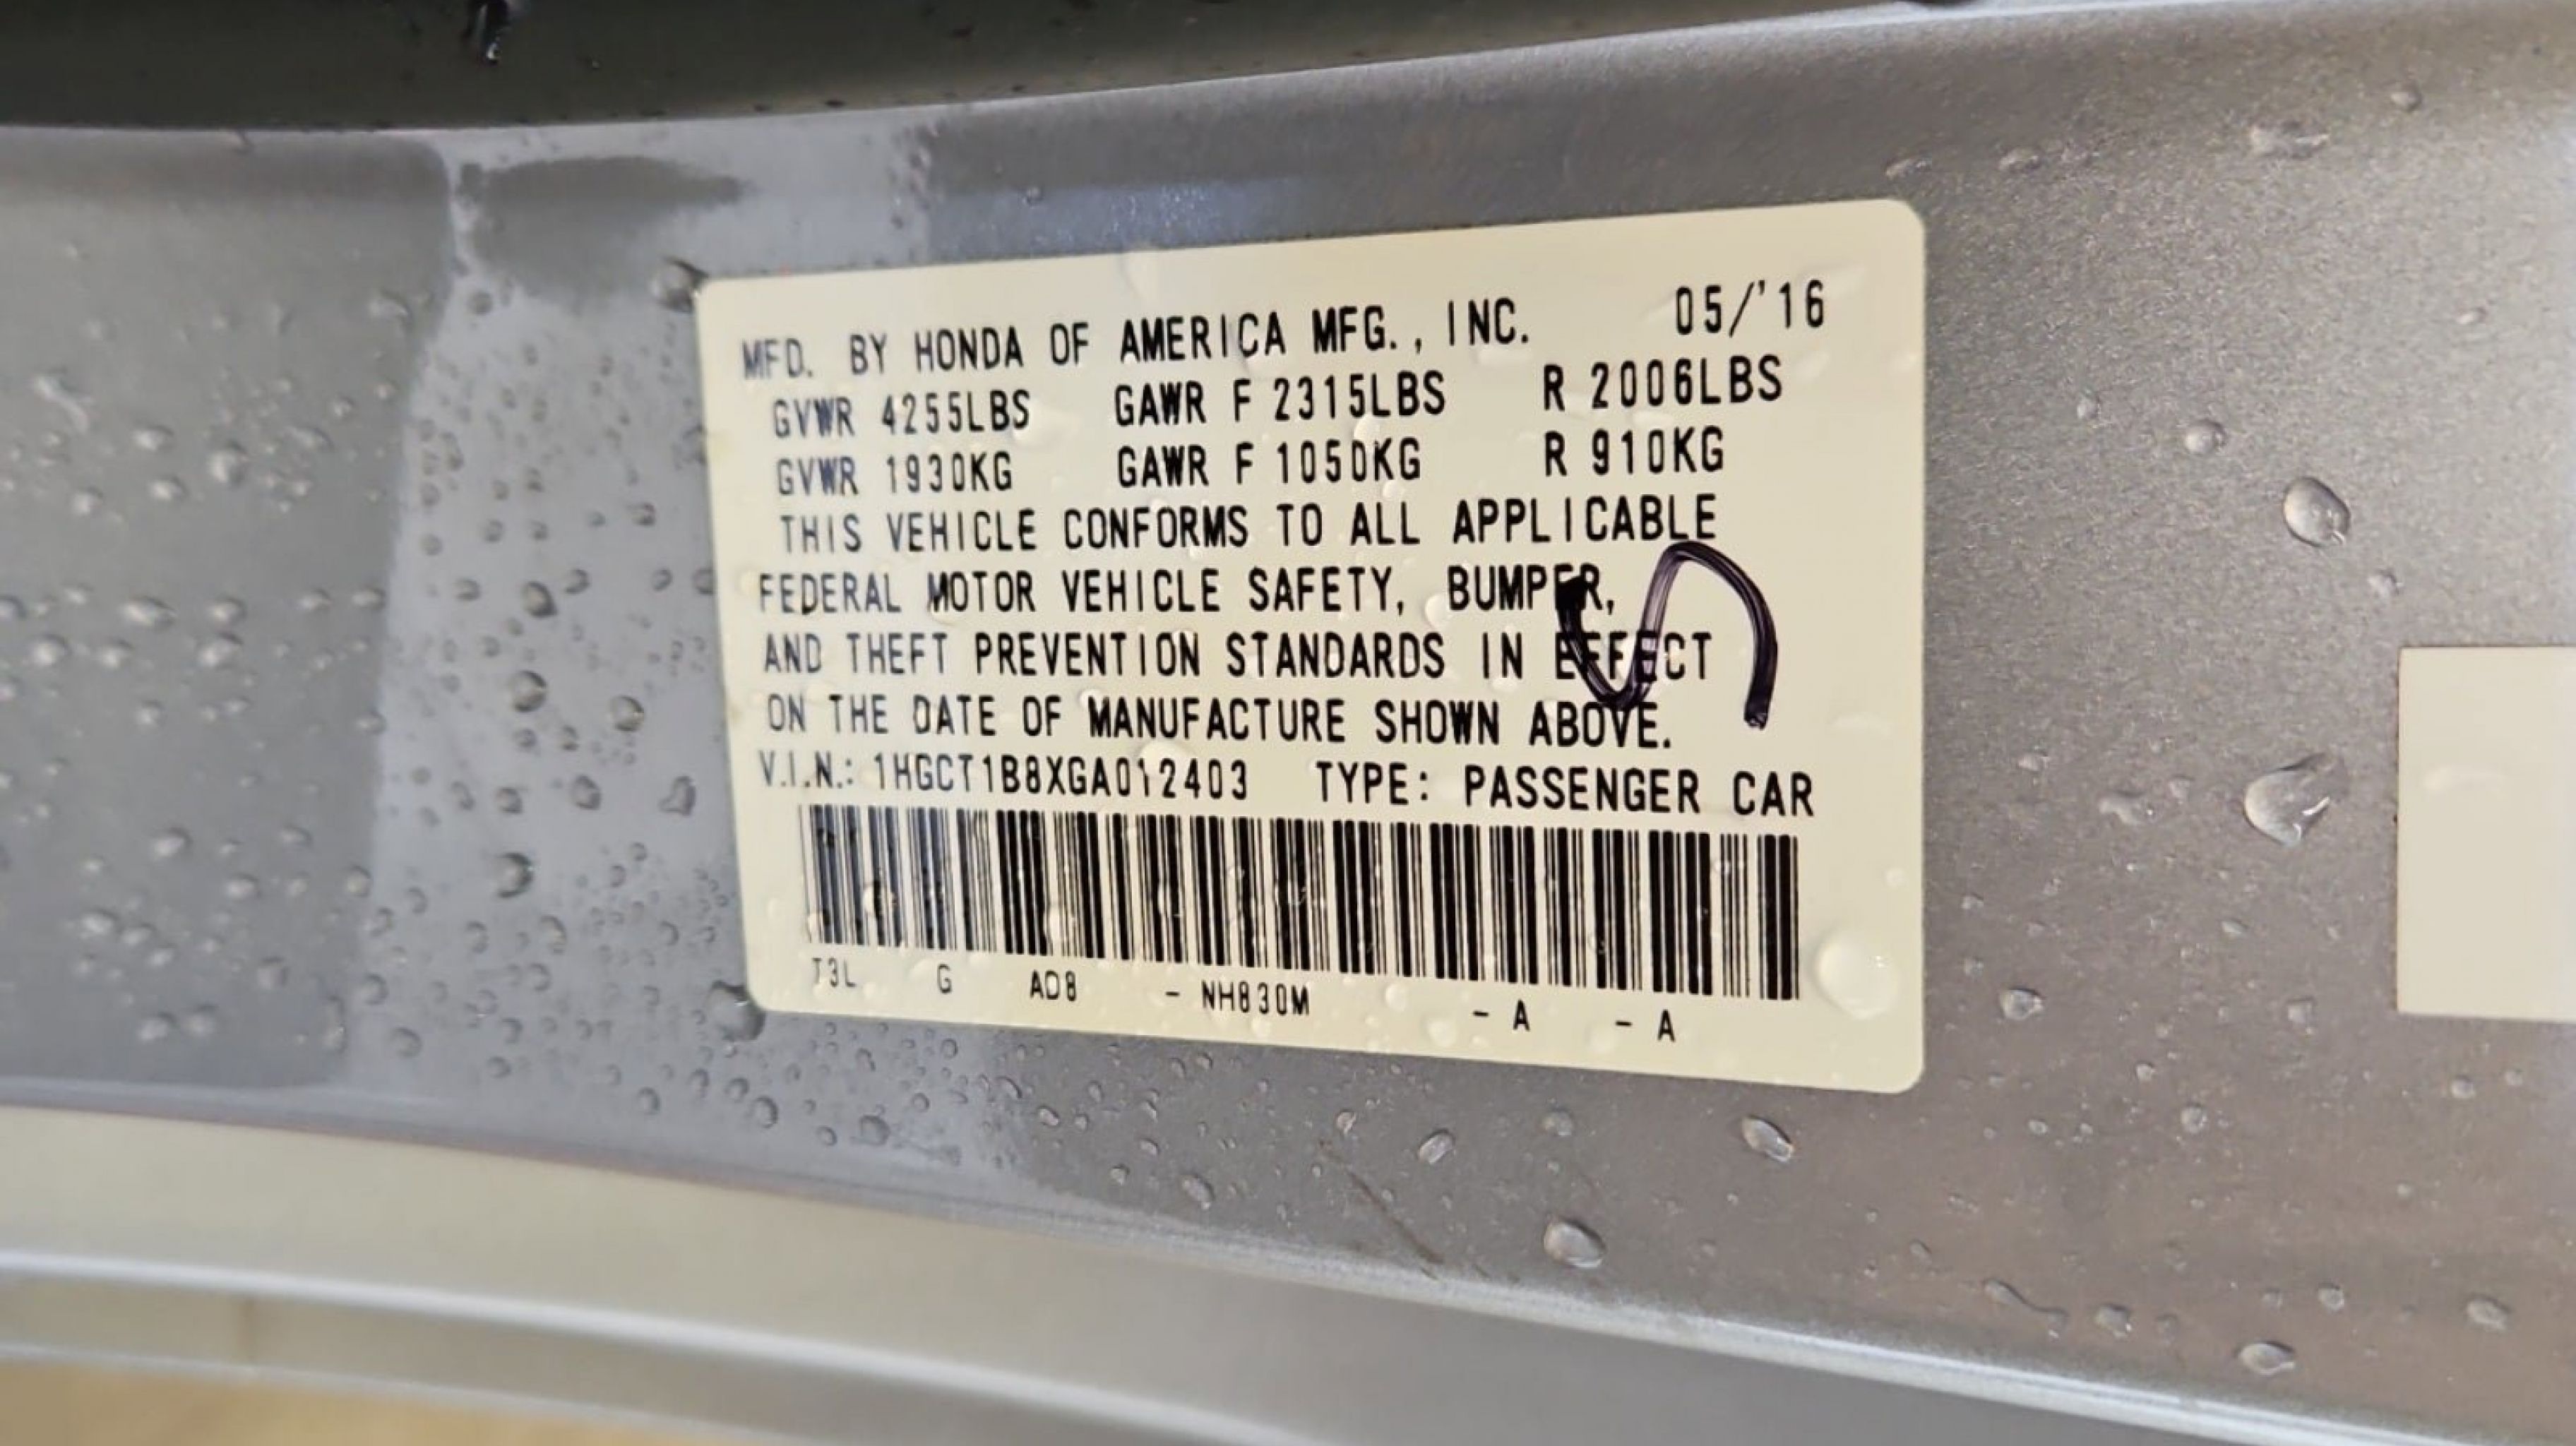 MFD. BY HONDA OF AMERICA MFG., INC. 05/'16
GVWR 4255LBS GAWR F 2315LBS R 2006LBS
GVWR 1930KG GAWR F 1050KG R 910KG
THIS VEHICLE CONFORMS TO ALL APPLICABLE
FEDERAL MOTOR VEHICLE SAFETY, BUMPER,
AND THEFT PREVENTION STANDARDS IN EFFECT
ON THE DATE OF MANUFACTURE SHOWN ABOVE.
V.I.N.: 1HGCT1B8XGA012403 TYPE: PASSENGER CAR
T3L G AD8 - NH830M - A - A